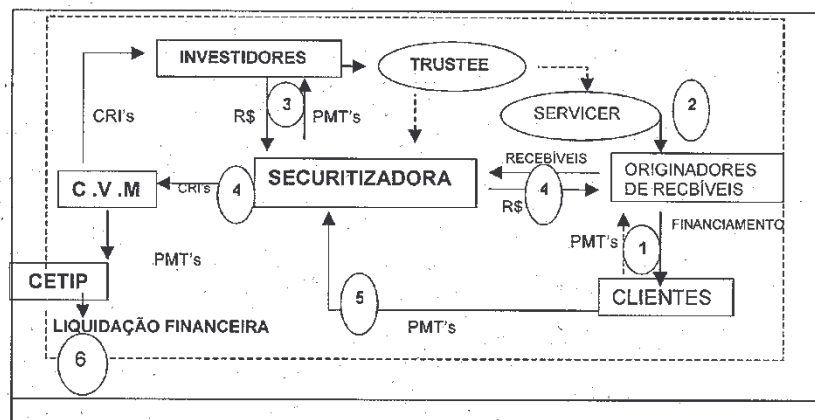 INVESTIDORES
TRUSTEE
SERVICER
2
CRI's
R$
3
PMT's
C .V .M
CRI's
4
SECURITIZADORA
RECEBÍVEIS
4
R$
ORIGINADORES
DE RECBÍVEIS
PMT's
1
FINANCIAMENTO
PMT's
CETIP
5
PMT's
CLIENTES
LIQUIDAÇÃO FINANCEIRA
6